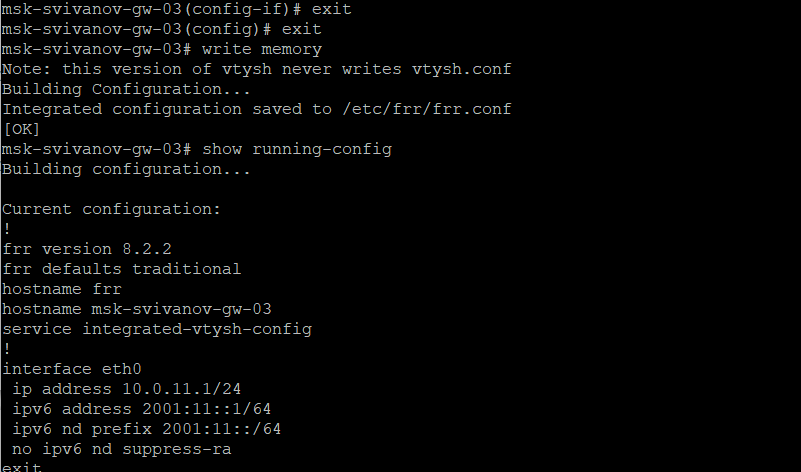 msk-svivanov-gw-03(config-if)# exit
msk-svivanov-gw-03(config)# exit
msk-svivanov-gw-03# write memory
Note: this version of vtysh never writes vtysh.conf
Building Configuration...
Integrated configuration saved to /etc/frr/frr.conf
[OK]
msk-svivanov-gw-03# show running-config
Building configuration...

Current configuration:
!
frr version 8.2.2
frr defaults traditional
hostname frr
hostname msk-svivanov-gw-03
service integrated-vtysh-config
!
interface eth0
 ip address 10.0.11.1/24
 ipv6 address 2001:11::1/64
 ipv6 nd prefix 2001:11::/64
 no ipv6 nd suppress-ra
exit